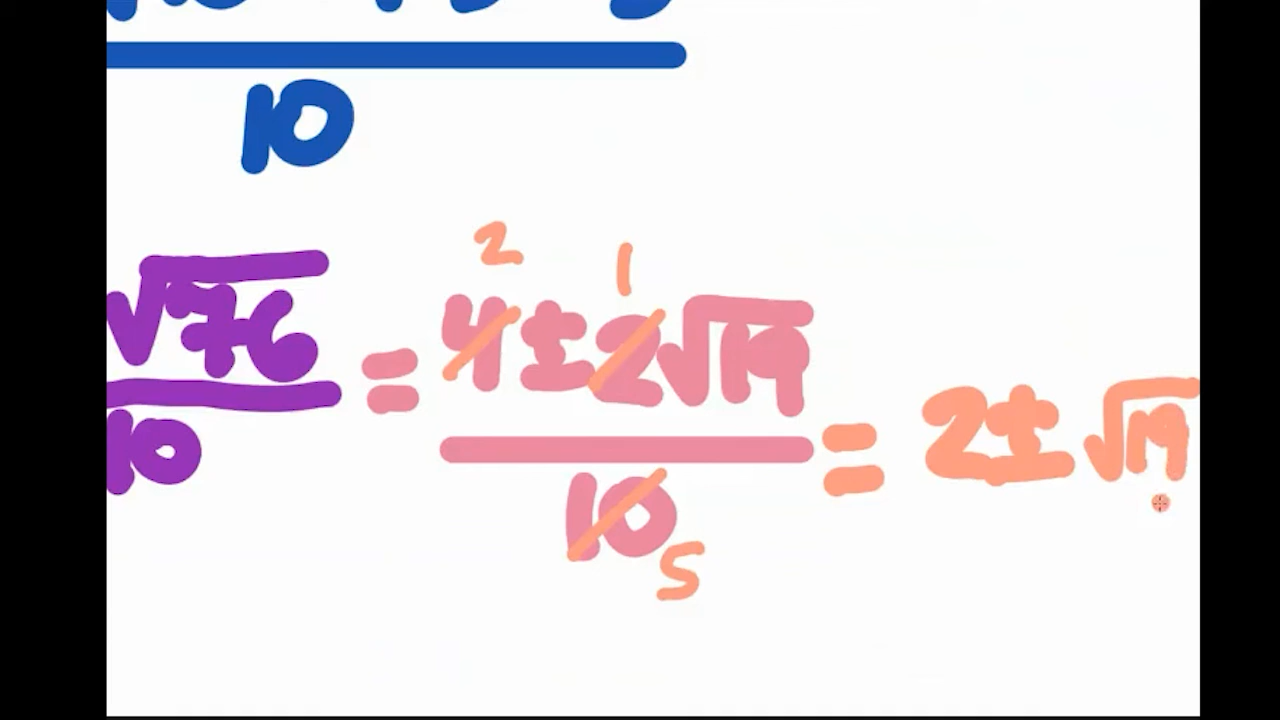 10
√76 / 10 = 4 ± 2√19 / 10 = 2 ± √19
2 1
5